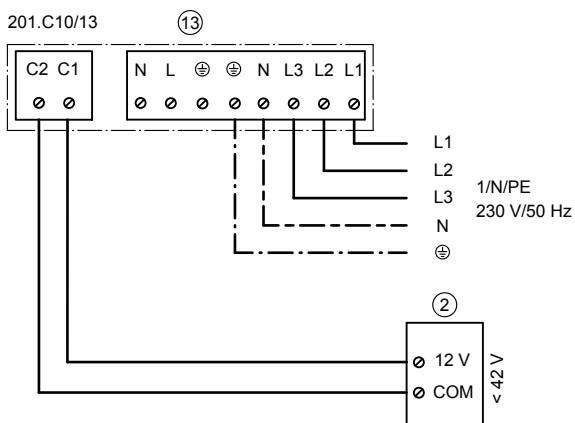 201.C10/13
13
C2 C1
N L N L3 L2 L1
L1
L2
L3
N
1/N/PE
230 V/50 Hz
2
12 V
COM
< 42 V